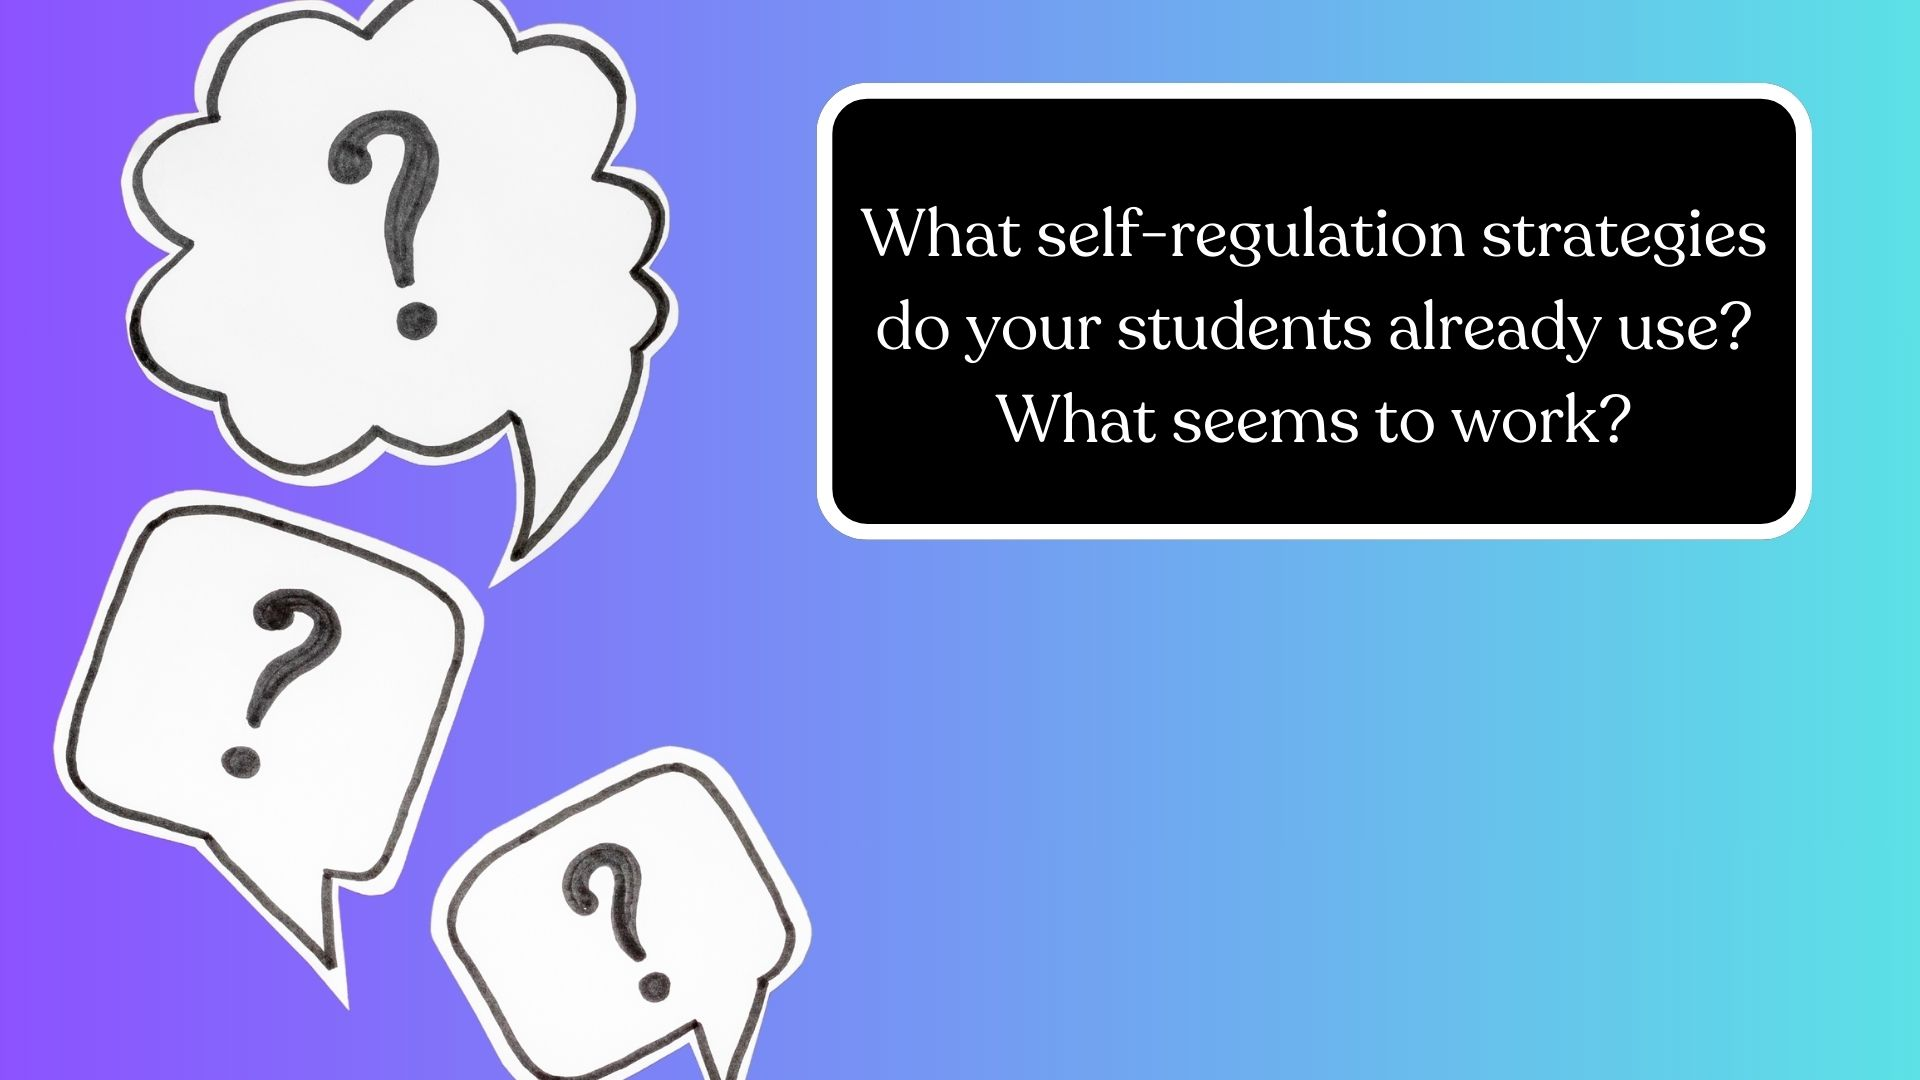 ?
?
?
What self-regulation strategies
do your students already use?
What seems to work?